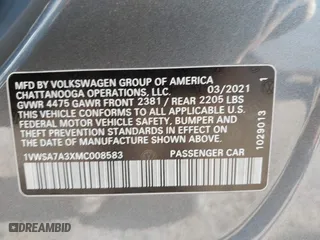 MFD BY VOLKSWAGEN GROUP OF AMERICA
CHATTANOOGA OPERATIONS, LLC. 03/2021 1
GVWR 4475 GAWR FRONT 2381 / REAR 2205 LBS
THIS VEHICLE CONFORMS TO ALL APPLICABLE
U.S. FEDERAL MOTOR VEHICLE SAFETY, BUMPER
AND THEFT PREVENTION STANDARDS IN EFFECT
ON THE DATE OF MANUFACTURE SHOWN ABOVE.
1VWSA7A3XMC008583 PASSENGER CAR
1029013
AUTOBIDMASTER